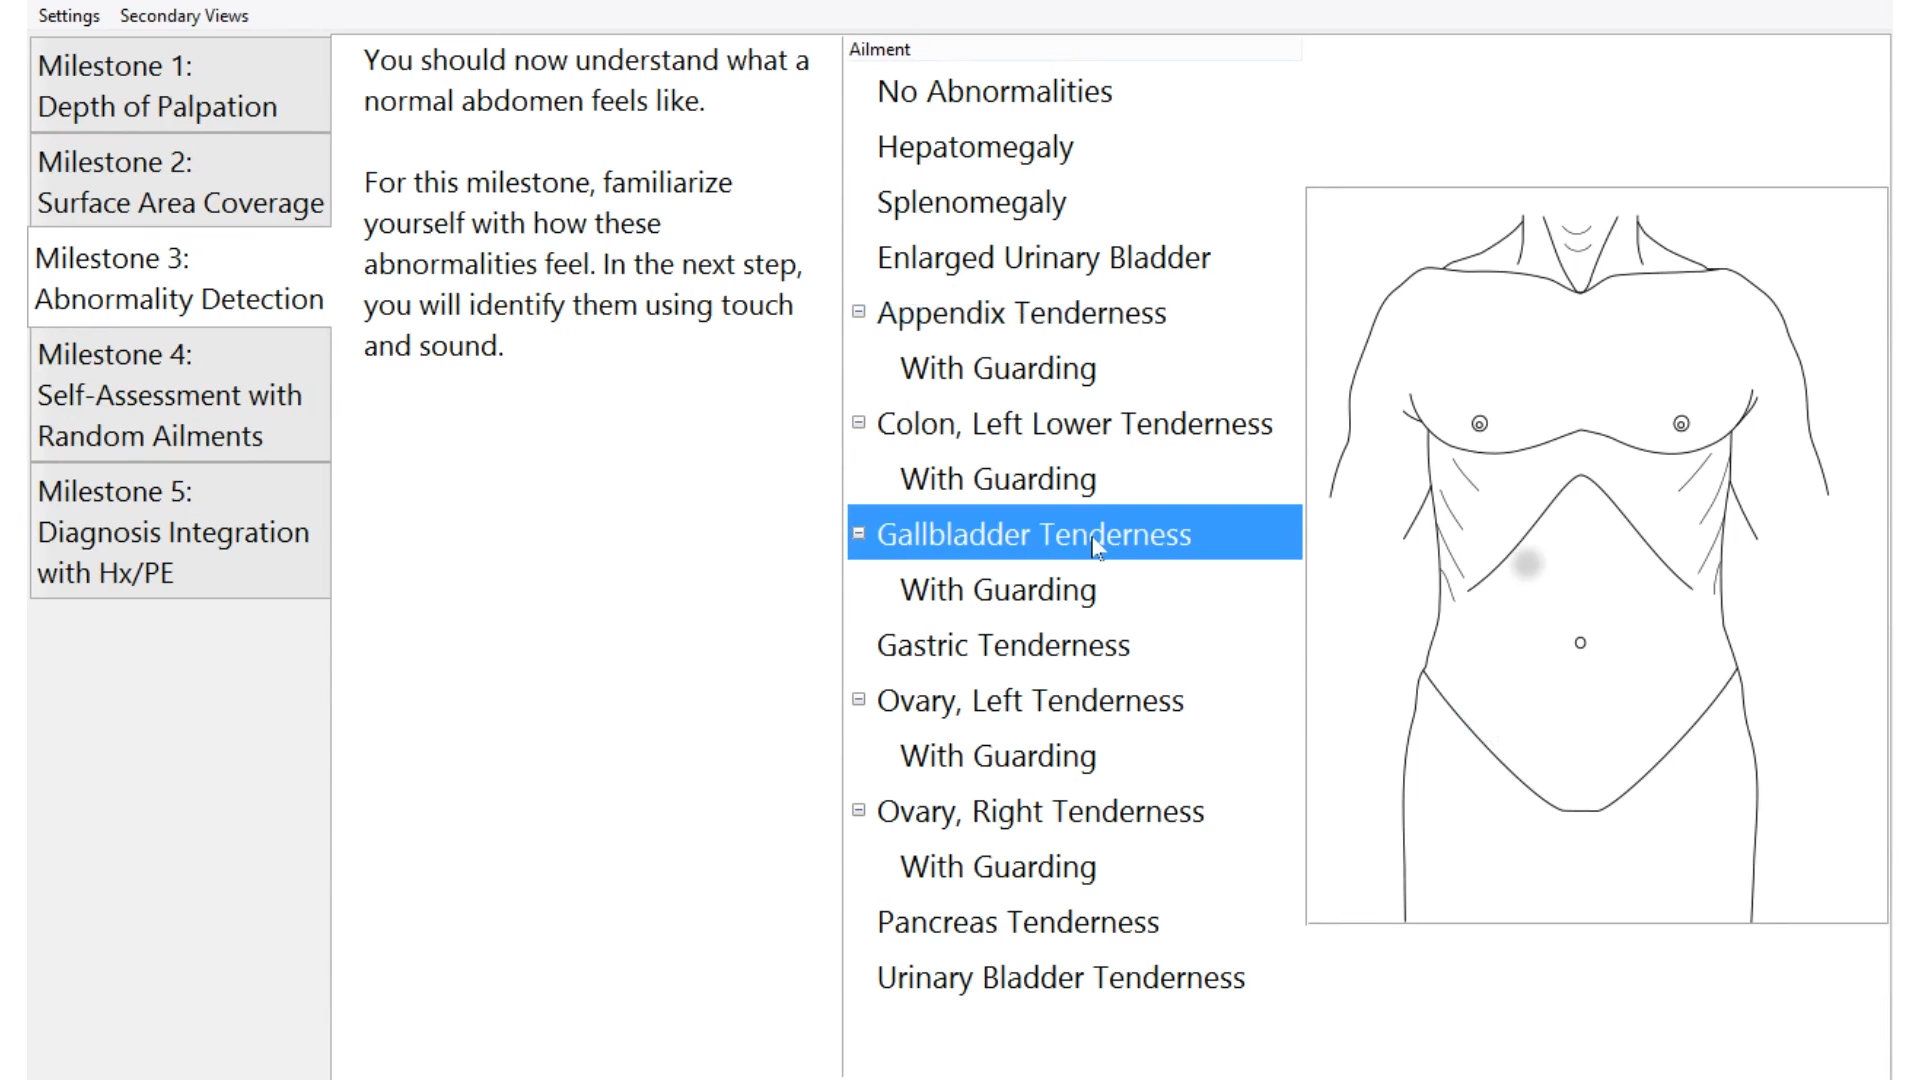 Settings Secondary Views
Milestone 1:
Depth of Palpation
Milestone 2:
Surface Area Coverage
Milestone 3:
Abnormality Detection
Milestone 4:
Self-Assessment with
Random Ailments
Milestone 5:
Diagnosis Integration
with Hx/PE
You should now understand what a
normal abdomen feels like.
For this milestone, familiarize
yourself with how these
abnormalities feel. In the next step,
you will identify them using touch
and sound.
Ailment
No Abnormalities
Hepatomegaly
Splenomegaly
Enlarged Urinary Bladder
Appendix Tenderness
With Guarding
Colon, Left Lower Tenderness
With Guarding
Gallbladder Tenderness
With Guarding
Gastric Tenderness
Ovary, Left Tenderness
With Guarding
Ovary, Right Tenderness
With Guarding
Pancreas Tenderness
Urinary Bladder Tenderness